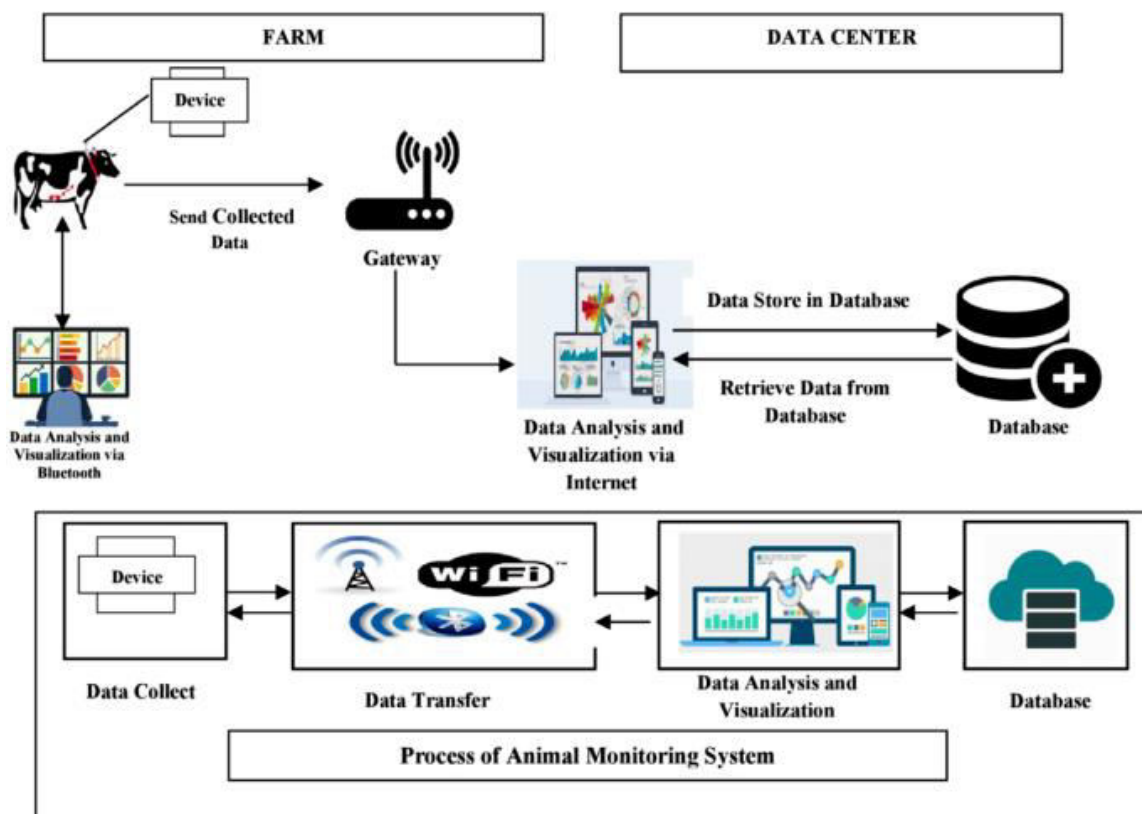 FARM
DATA CENTER
Device
Send Collected
Data
Gateway
Data Store in Database
Retrieve Data from
Database
Data Analysis and
Visualization via
Bluetooth
Data Analysis and
Visualization via
Internet
Database
Device
WiFi™
Data Collect
Data Transfer
Data Analysis and
Visualization
Database
Process of Animal Monitoring System